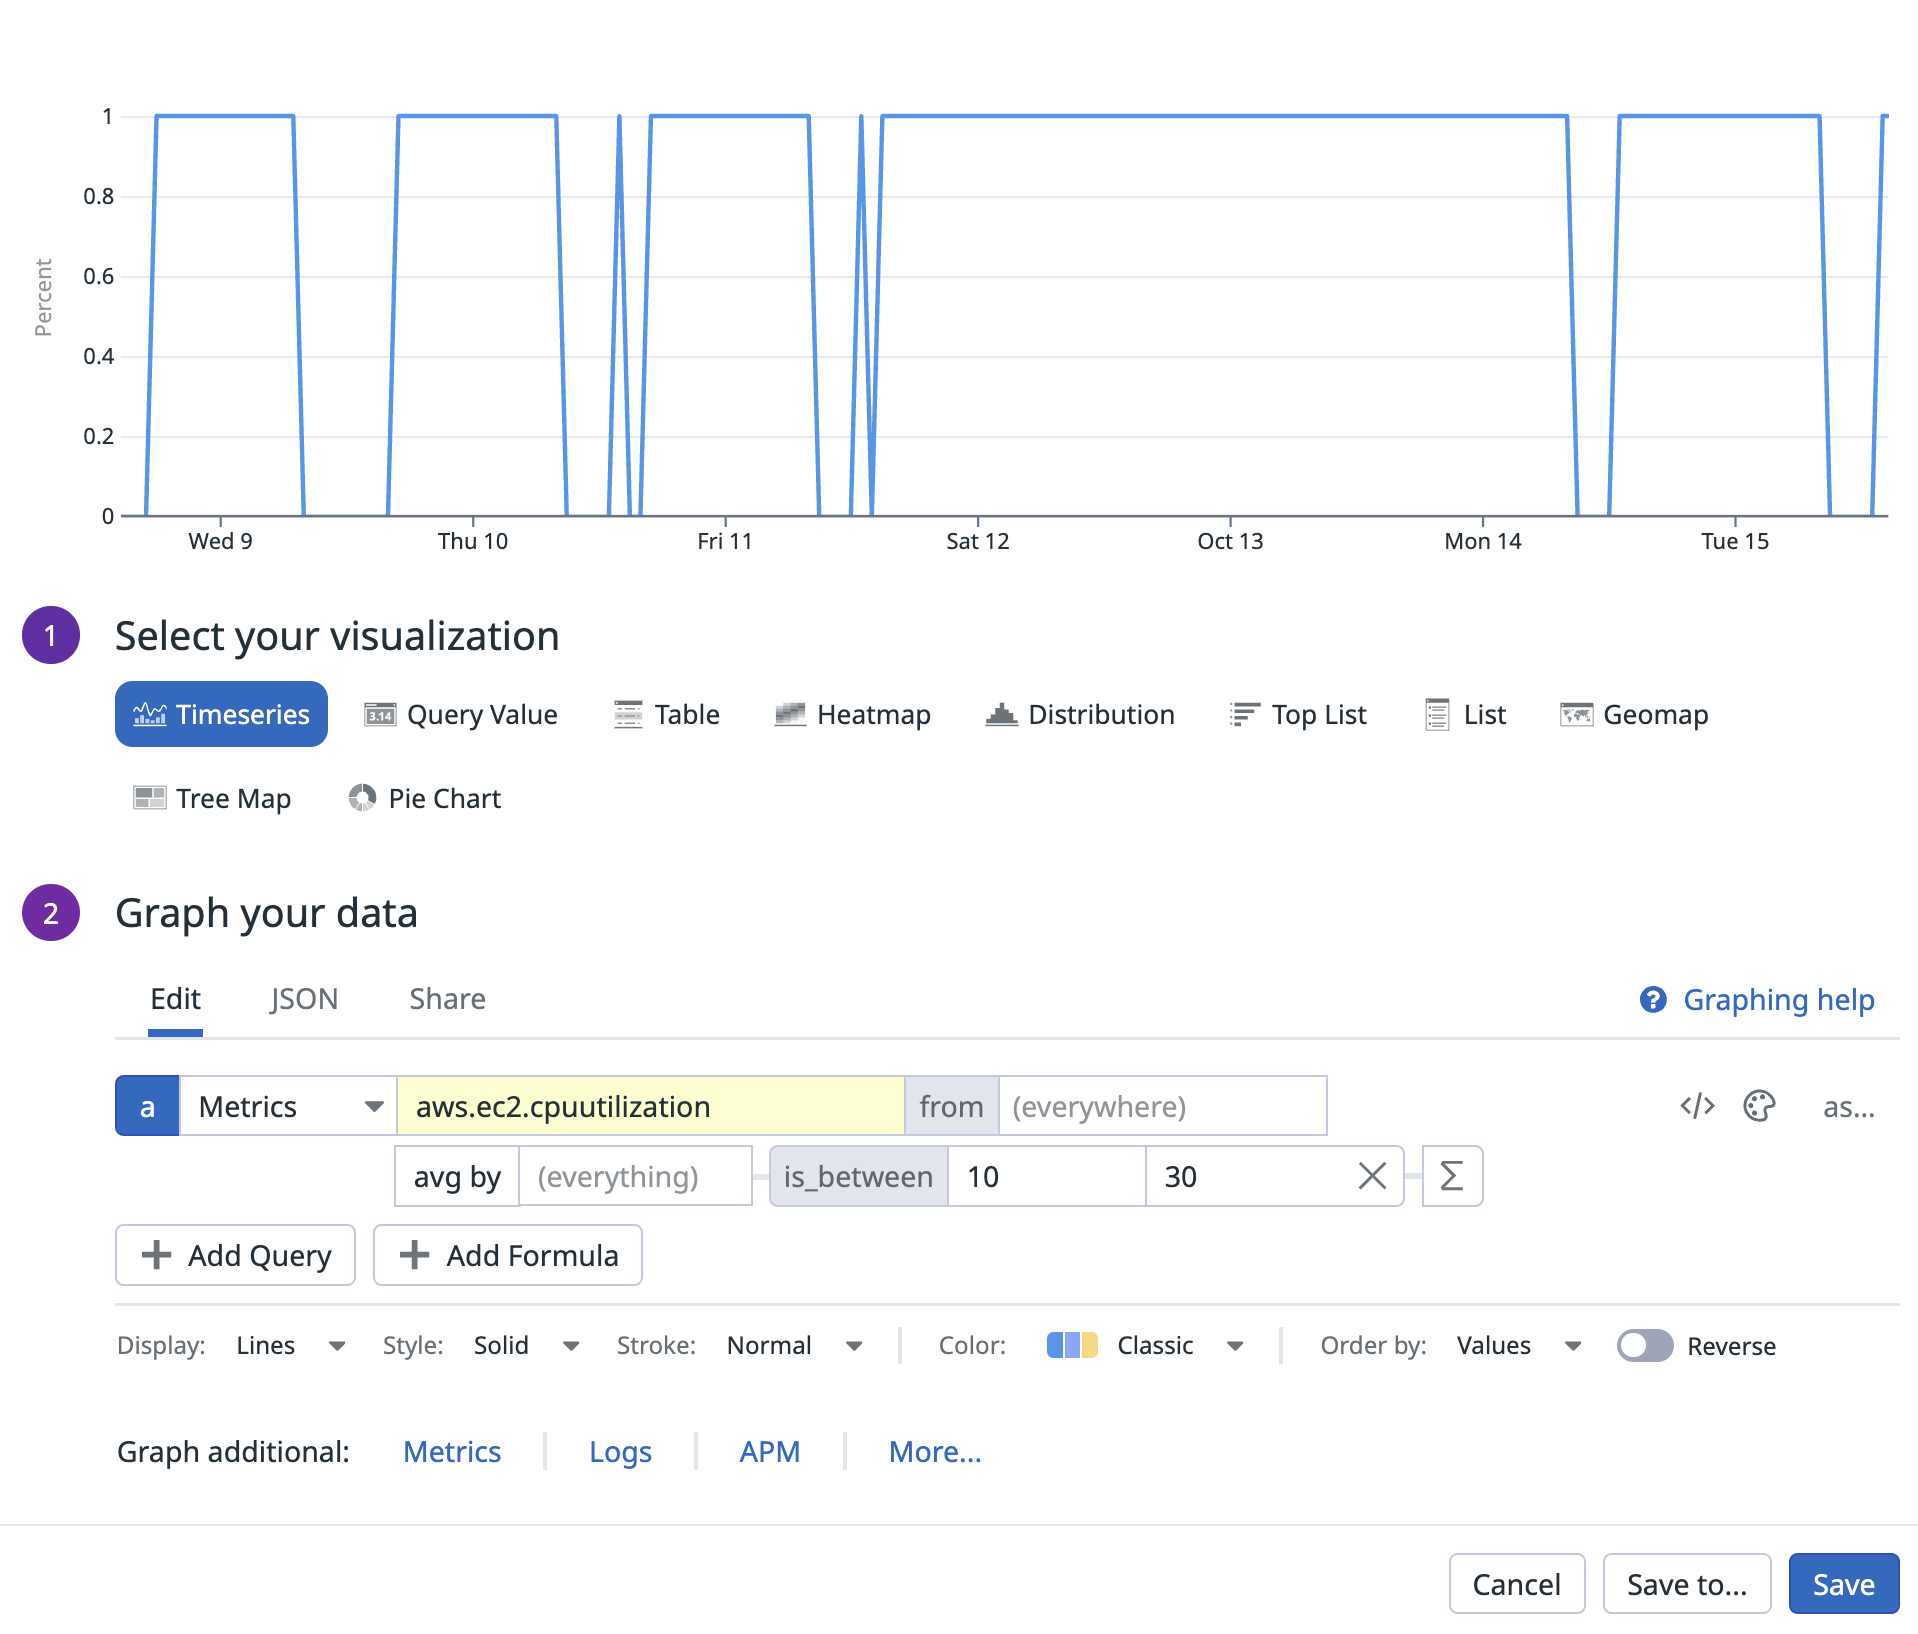 1
0.8
0.6
0.4
0.2
0
Percent
Wed 9 Thu 10 Fri 11 Sat 12 Oct 13 Mon 14 Tue 15
1 Select your visualization
Timeseries 3.14 Query Value Table Heatmap Distribution Top List List Geomap
Tree Map Pie Chart
2 Graph your data
Edit JSON Share ? Graphing help
a Metrics aws.ec2.cpuutilization from (everywhere) </> as...
avg by (everything) is_between 10 30 Σ
+ Add Query + Add Formula
Display: Lines Style: Solid Stroke: Normal Color: Classic Order by: Values Reverse
Graph additional: Metrics Logs APM More...
Cancel Save to... Save